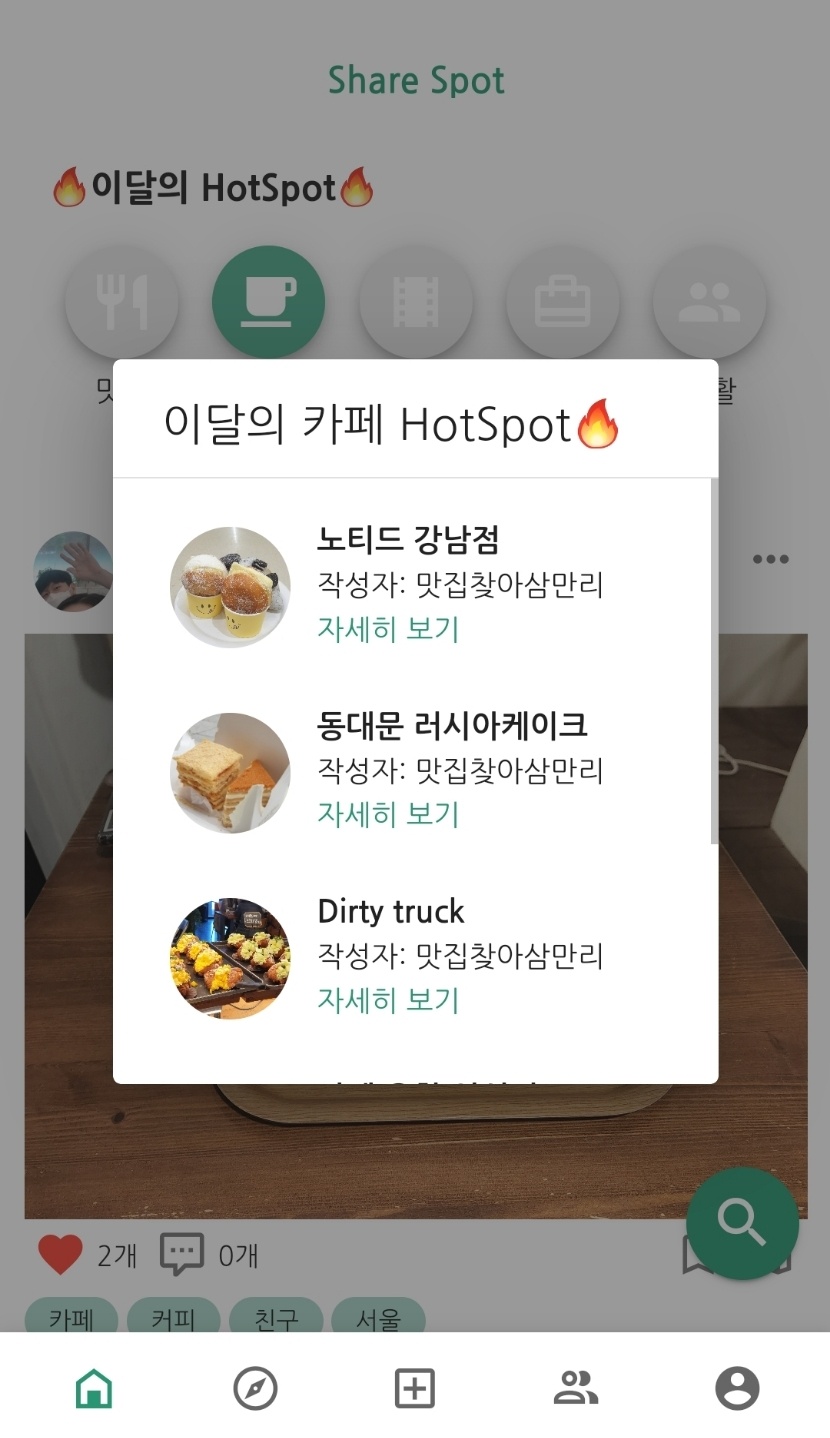 Share Spot
🔥이달의 HotSpot🔥
이달의 카페 HotSpot🔥
노티드 강남점
작성자: 맛집찾아삼만리
자세히 보기
동대문 러시아케이크
작성자: 맛집찾아삼만리
자세히 보기
Dirty truck
작성자: 맛집찾아삼만리
자세히 보기
2개 0개
카페 커피 친구 서울